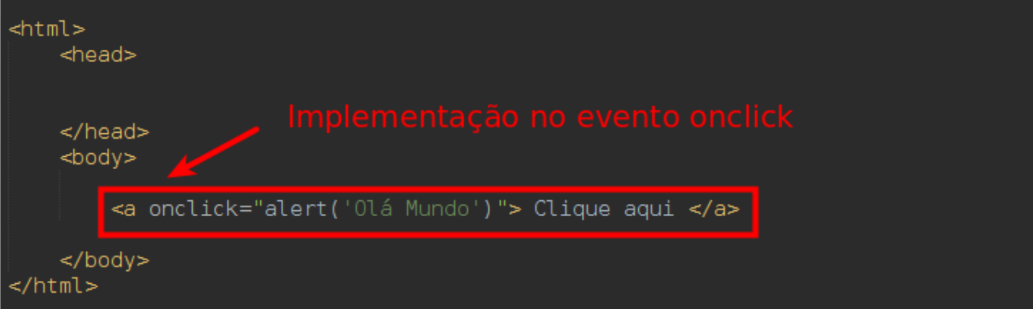 <html>
<head>
Implementação no evento onclick
</head>
<body>
<a onclick="alert('Olá Mundo')"> Clique aqui </a>
</body>
</html>